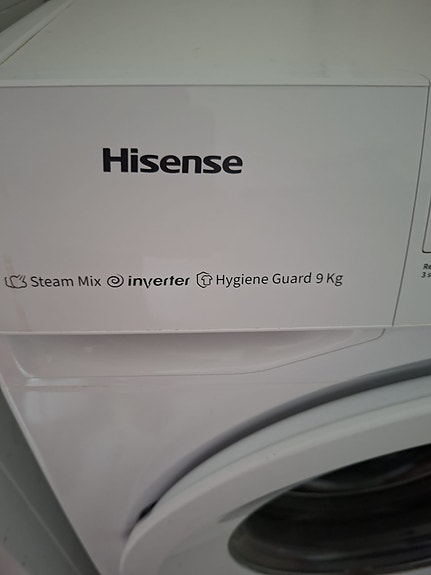 Hisense
Steam Mix inverter Hygiene Guard 9 Kg